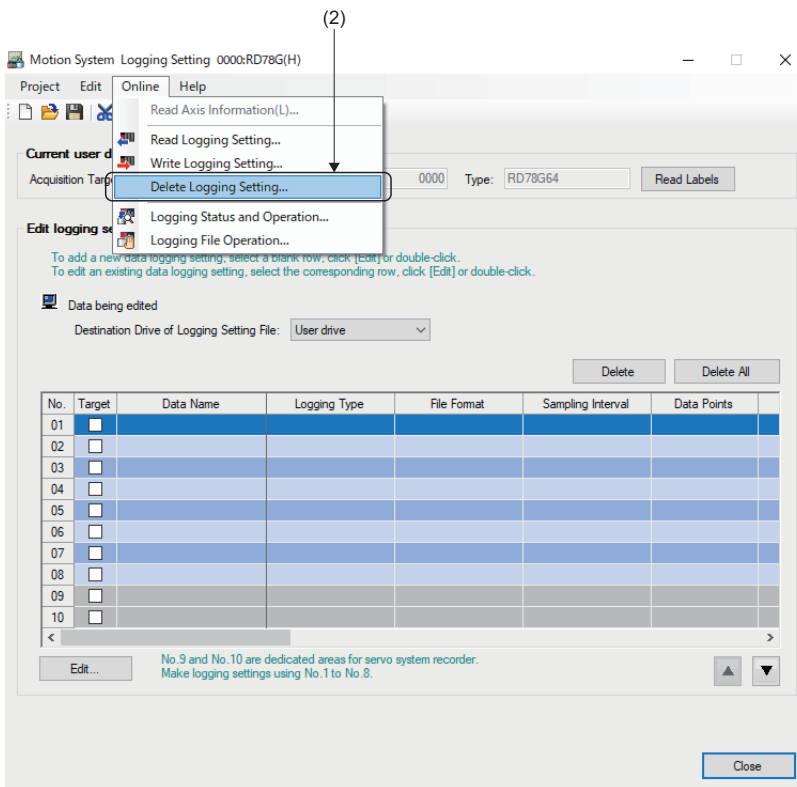 (2)
Motion System Logging Setting 0000:RD78G(H)
Project Edit Online Help
Read Axis Information(L)...
Read Logging Setting...
Write Logging Setting...
Delete Logging Setting...
Logging Status and Operation...
Logging File Operation...
Current user d
Acquisition Targ 0000 Type: RD78G64 Read Labels
Edit logging se
To add a new data logging setting, select a blank row, click [Edit] or double-click.
To edit an existing data logging setting, select the corresponding row, click [Edit] or double-click.
Data being edited
Destination Drive of Logging Setting File: User drive
Delete Delete All
No. Target Data Name Logging Type File Format Sampling Interval Data Points
01
02
03
04
05
06
07
08
09
10
Edit... No.9 and No.10 are dedicated areas for servo system recorder.
Make logging settings using No.1 to No.8.
Close